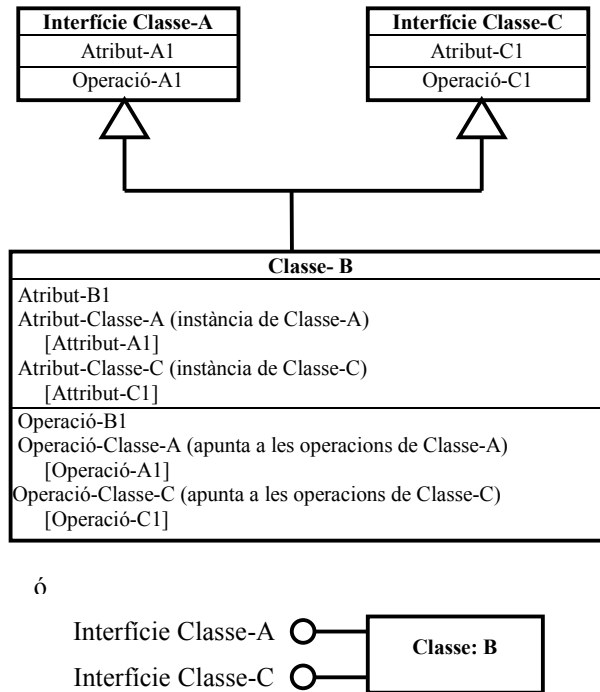 Interfície Classe-A
Atribut-A1
Operació-A1
Interfície Classe-C
Atribut-C1
Operació-C1
Classe- B
Atribut-B1
Atribut-Classe-A (instància de Classe-A)
[Attribut-A1]
Atribut-Classe-C (instància de Classe-C)
[Attribut-C1]
Operació-B1
Operació-Classe-A (apunta a les operacions de Classe-A)
[Operació-A1]
Operació-Classe-C (apunta a les operacions de Classe-C)
[Operació-C1]
ó
Interfície Classe-A
Interfície Classe-C
Classe: B